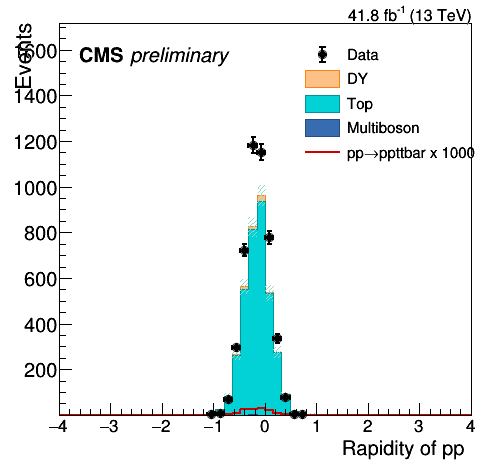 41.8 fb⁻¹ (13 TeV)
Events
CMS preliminary
Data
DY
Top
Multiboson
pp→ppttbar x 1000
1600
1400
1200
1000
800
600
400
200
−4 −3 −2 −1 0 1 2 3 4
Rapidity of pp